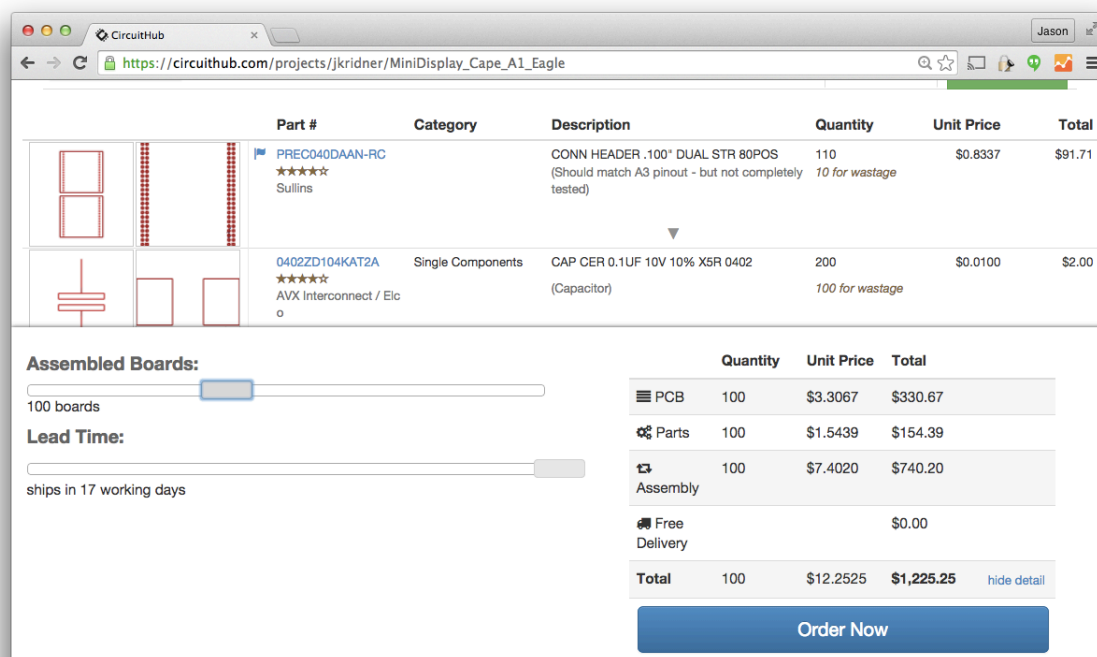 CircuitHub
Jason
https://circuithub.com/projects/jkridner/MiniDisplay_Cape_A1_Eagle
Part # Category Description Quantity Unit Price Total
PREC040DAAN-RC CONN HEADER .100" DUAL STR 80POS 110 $0.8337 $91.71
(Should match A3 pinout - but not completely 10 for wastage
Sullins tested)
0402ZD104KAT2A Single Components CAP CER 0.1UF 10V 10% X5R 0402 200 $0.0100 $2.00
(Capacitor) 100 for wastage
AVX Interconnect / Elc
o
Assembled Boards:
100 boards
Lead Time:
ships in 17 working days
Quantity Unit Price Total
PCB 100 $3.3067 $330.67
Parts 100 $1.5439 $154.39
Assembly 100 $7.4020 $740.20
Free $0.00
Delivery
Total 100 $12.2525 $1,225.25 hide detail
Order Now